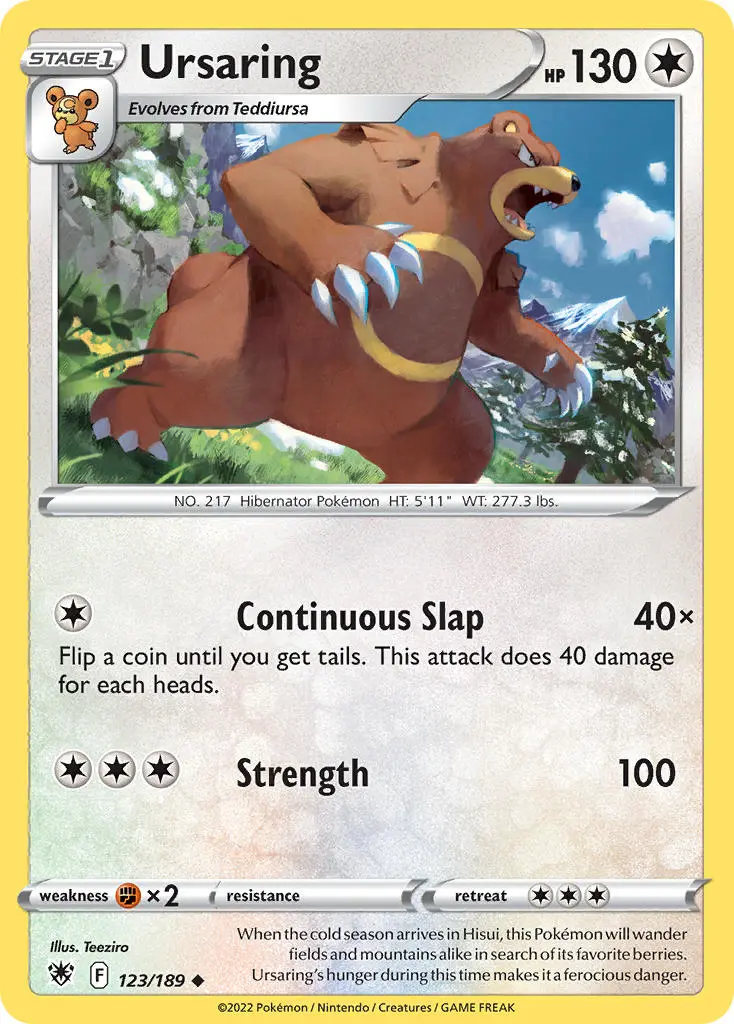 STAGE1
Ursaring
HP 130
Evolves from Teddiursa
NO. 217 Hibernator Pokémon HT: 5'11" WT: 277.3 lbs.
Continuous Slap 40×
Flip a coin until you get tails. This attack does 40 damage
for each heads.
Strength 100
weakness ×2 resistance retreat
Illus. Teeziro
When the cold season arrives in Hisui, this Pokémon will wander
fields and mountains alike in search of its favorite berries.
Ursaring's hunger during this time makes it a ferocious danger.
F 123/189
©2022 Pokémon / Nintendo / Creatures / GAME FREAK